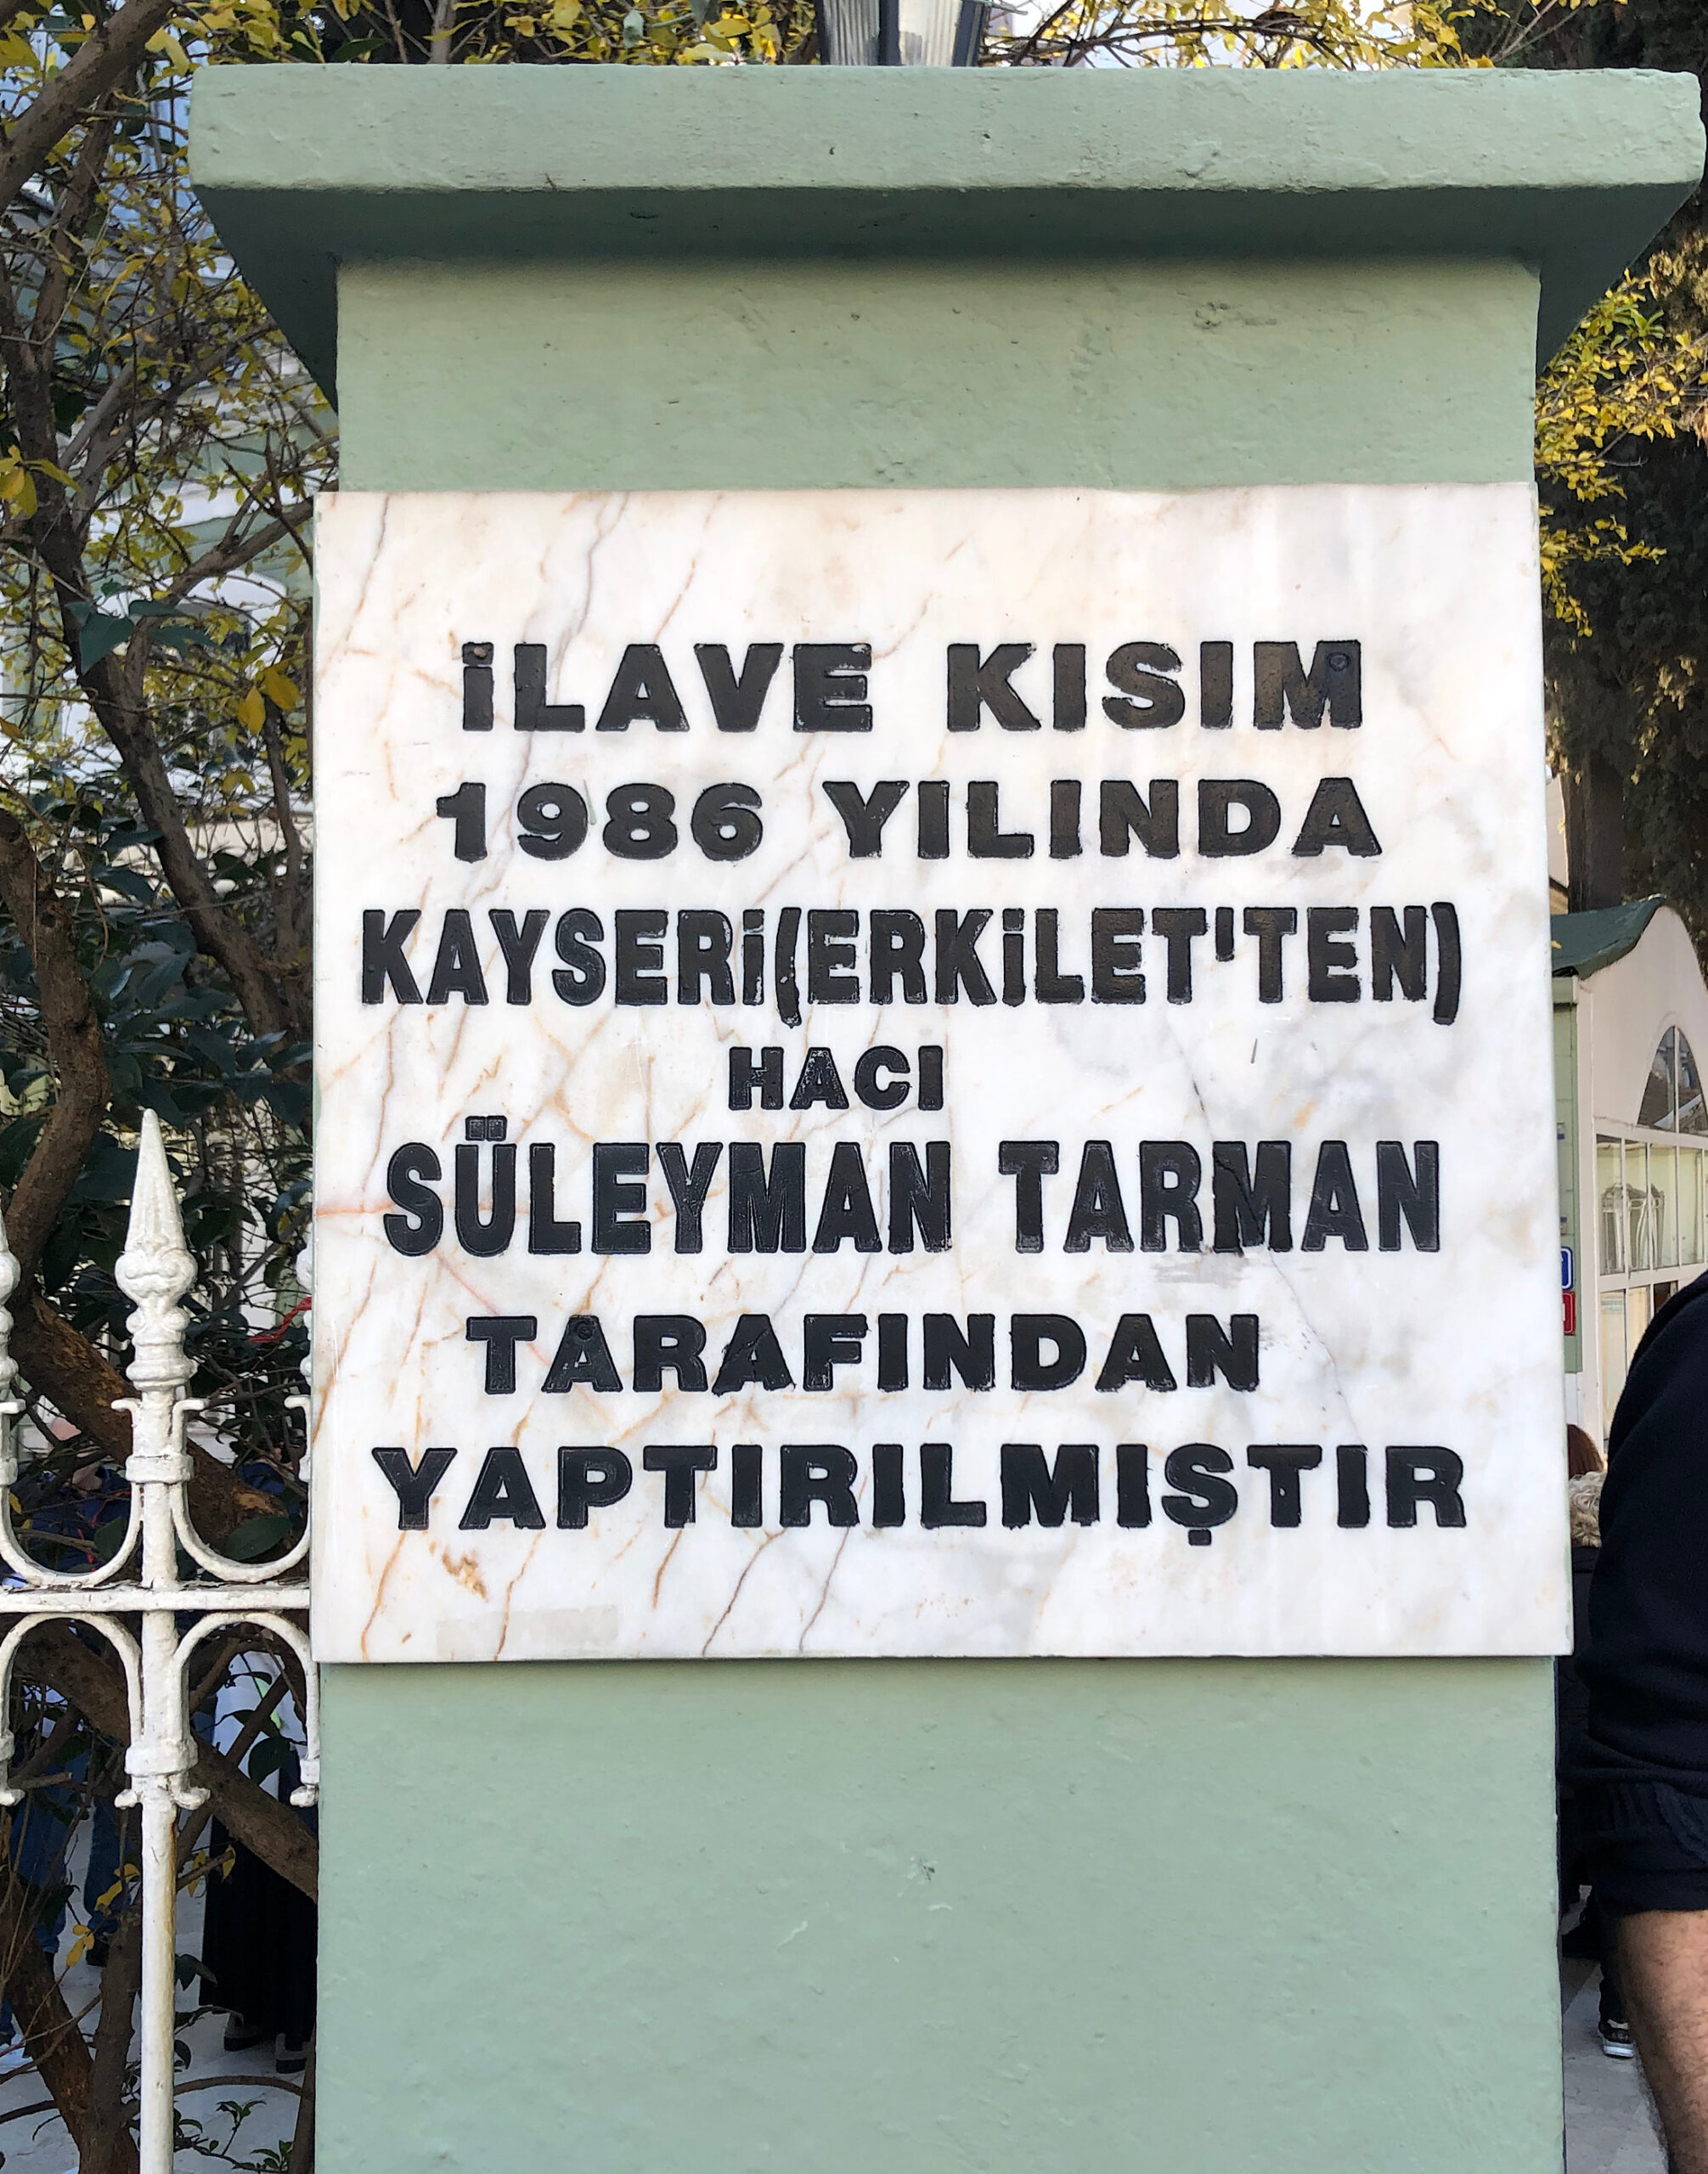 İLAVE KISIM
1986 YILINDA
KAYSERİ(ERKİLET'TEN)
HACI
SÜLEYMAN TARMAN
TARAFINDAN
YAPTIRILMIŞTIR